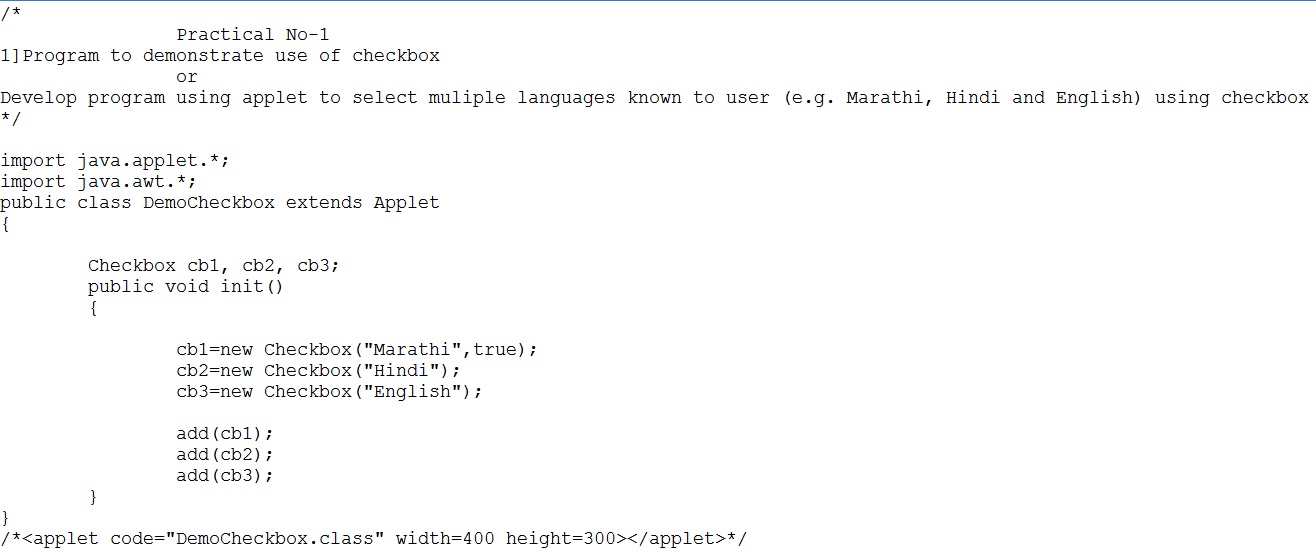 /*
Practical No-1
1]Program to demonstrate use of checkbox
or
Develop program using applet to select muliple languages known to user (e.g. Marathi, Hindi and English) using checkbox
*/
import java.applet.*;
import java.awt.*;
public class DemoCheckbox extends Applet
{
Checkbox cb1, cb2, cb3;
public void init()
{
cb1=new Checkbox("Marathi",true);
cb2=new Checkbox("Hindi");
cb3=new Checkbox("English");
add(cb1);
add(cb2);
add(cb3);
}
}
/*<applet code="DemoCheckbox.class" width=400 height=300></applet>*/